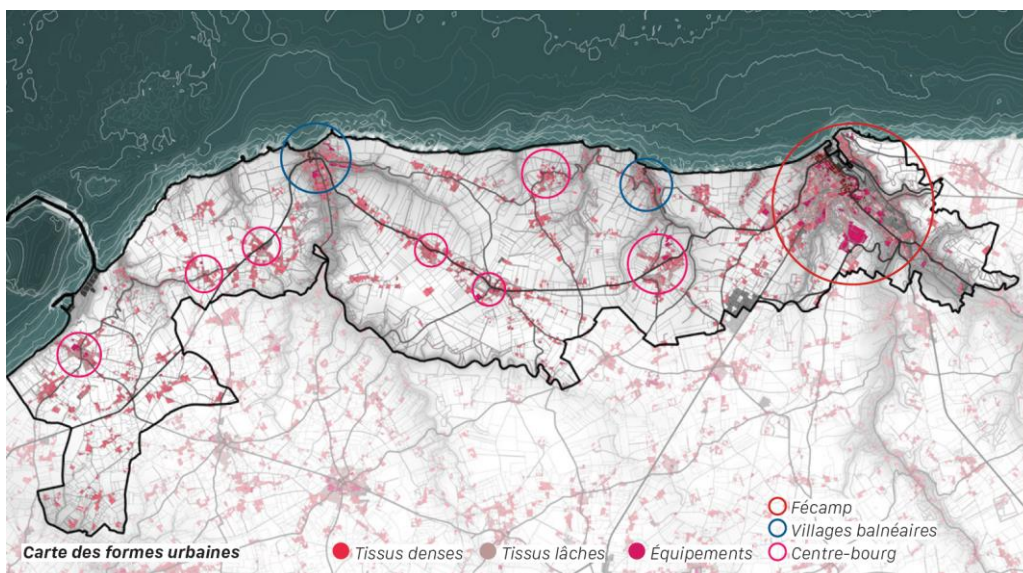 Fécamp
Villages balnéaires
Carte des formes urbaines
Tissus denses
Tissus lâches
Équipements
Centre-bourg